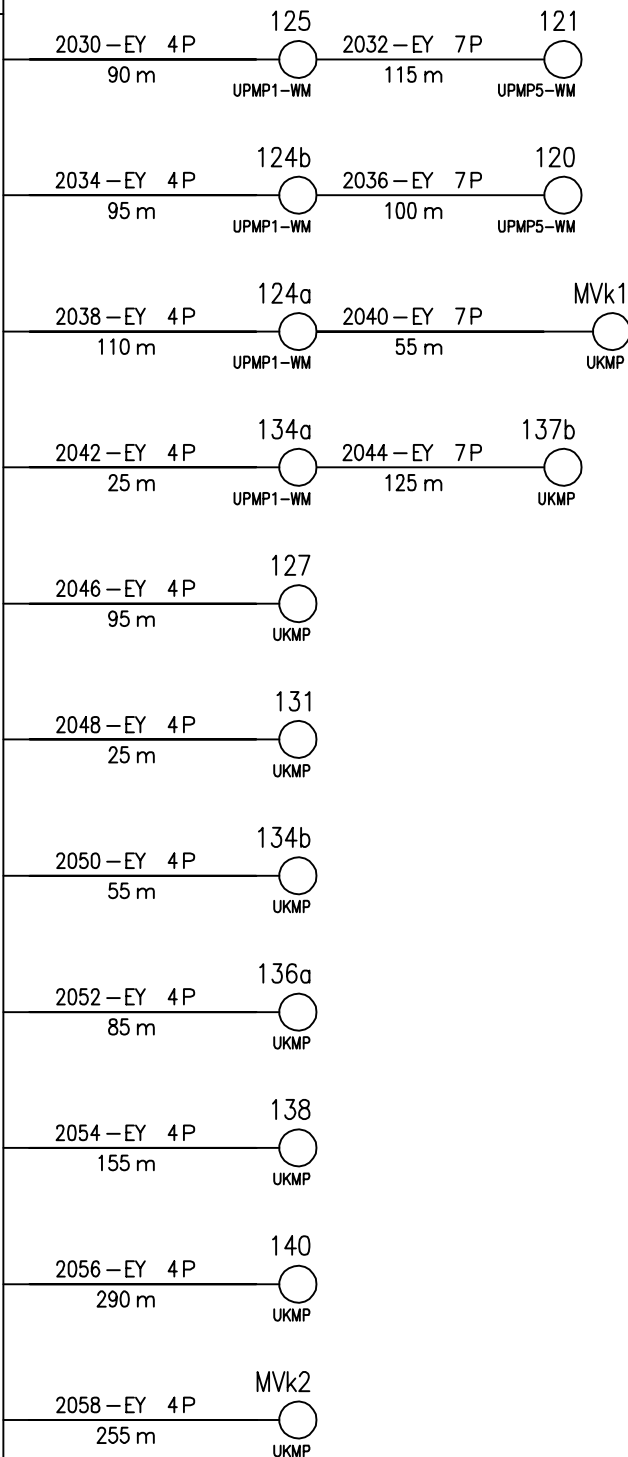 125 121
2030-EY 4P 2032-EY 7P
90 m 115 m
UPMP1-WM UPMP5-WM
124b 120
2034-EY 4P 2036-EY 7P
95 m 100 m
UPMP1-WM UPMP5-WM
124a MVk1
2038-EY 4P 2040-EY 7P
110 m 55 m
UPMP1-WM UKMP
134a 137b
2042-EY 4P 2044-EY 7P
25 m 125 m
UPMP1-WM UKMP
127
2046-EY 4P
95 m
UKMP
131
2048-EY 4P
25 m
UKMP
134b
2050-EY 4P
55 m
UKMP
136a
2052-EY 4P
85 m
UKMP
138
2054-EY 4P
155 m
UKMP
140
2056-EY 4P
290 m
UKMP
MVk2
2058-EY 4P
255 m
UKMP